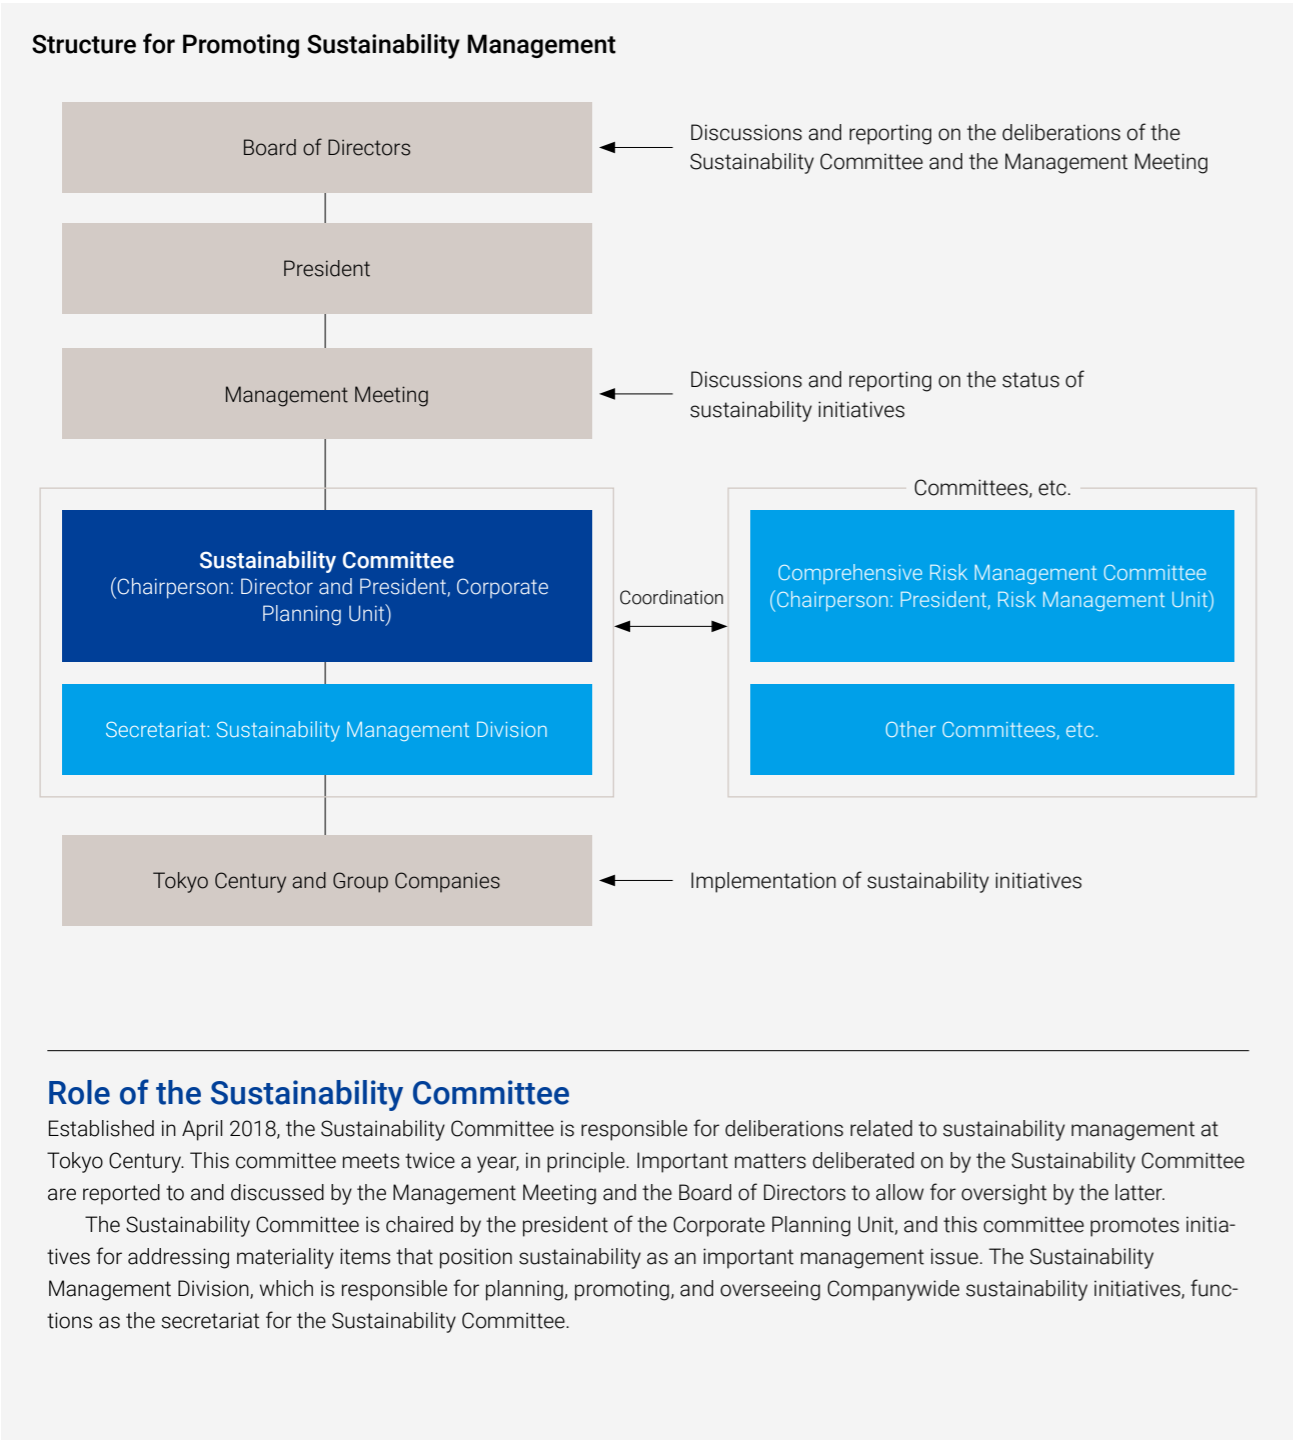 Structure for Promoting Sustainability Management
Board of Directors
Discussions and reporting on the deliberations of the
Sustainability Committee and the Management Meeting
President
Management Meeting
Discussions and reporting on the status of
sustainability initiatives
Committees, etc.
Sustainability Committee
(Chairperson: Director and President, Corporate
Planning Unit)
Coordination
Comprehensive Risk Management Committee
(Chairperson: President, Risk Management Unit)
Secretariat: Sustainability Management Division
Other Committees, etc.
Tokyo Century and Group Companies
Implementation of sustainability initiatives
Role of the Sustainability Committee
Established in April 2018, the Sustainability Committee is responsible for deliberations related to sustainability management at
Tokyo Century. This committee meets twice a year, in principle. Important matters deliberated on by the Sustainability Committee
are reported to and discussed by the Management Meeting and the Board of Directors to allow for oversight by the latter.
The Sustainability Committee is chaired by the president of the Corporate Planning Unit, and this committee promotes initia-
tives for addressing materiality items that position sustainability as an important management issue. The Sustainability
Management Division, which is responsible for planning, promoting, and overseeing Companywide sustainability initiatives, func-
tions as the secretariat for the Sustainability Committee.